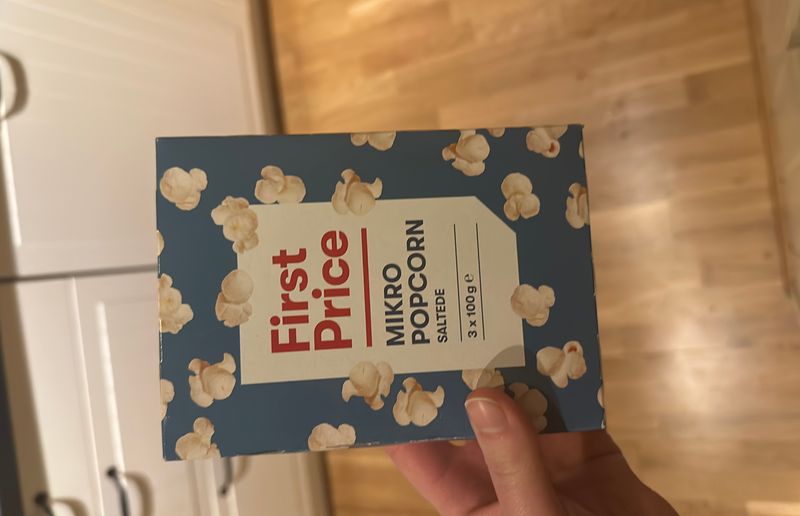 First
Price
MIKRO
POPCORN
SALTEDE
3 x 100 g ℮